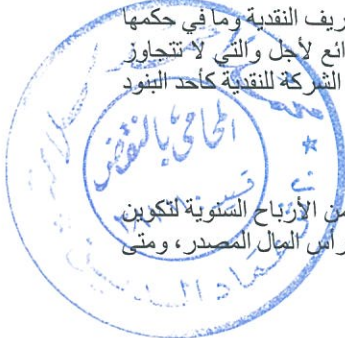 ريف النقدية وما في حكمها
ائع لأجل والتي لا تتجاوز
الشركة للنقدية كأحد البنود
المحامي بالنقض
من الأرباح السنوية لتكوين
راس المال المصدر، ومتى